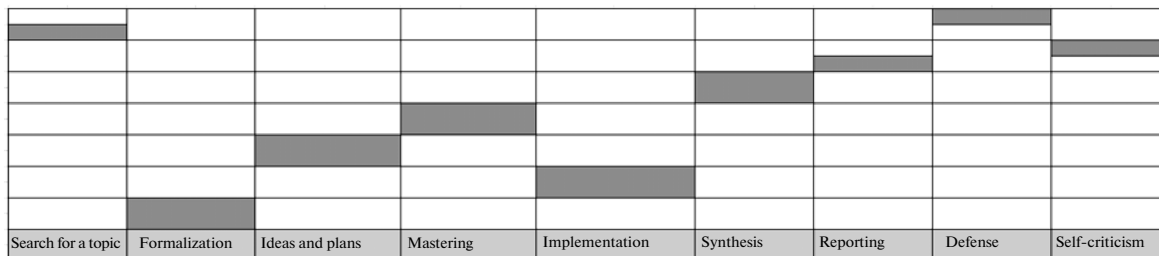 Search for a topic Formalization Ideas and plans Mastering Implementation Synthesis Reporting Defense Self-criticism